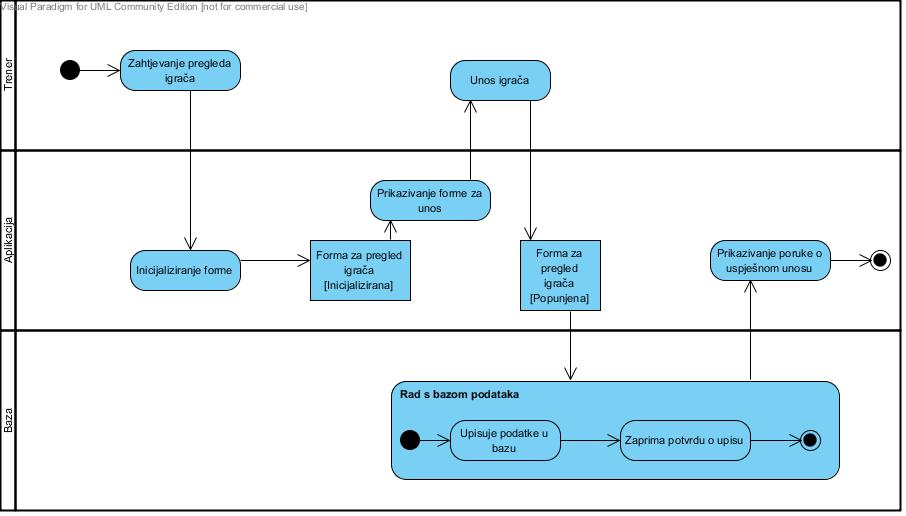 Visual Paradigm for UML Community Edition [not for commercial use]
Trener
Zahtjevanje pregleda
igrača
Unos igrača
Aplikacija
Prikazivanje forme za
unos
Inicijaliziranje forme
Forma za pregled
igrača
[Inicijalizirana]
Forma za
pregled
igrača
[Popunjena]
Prikazivanje poruke o
uspješnom unosu
Baza
Rad s bazom podataka
Upisuje podatke u
bazu
Zaprima potvrdu o upisu